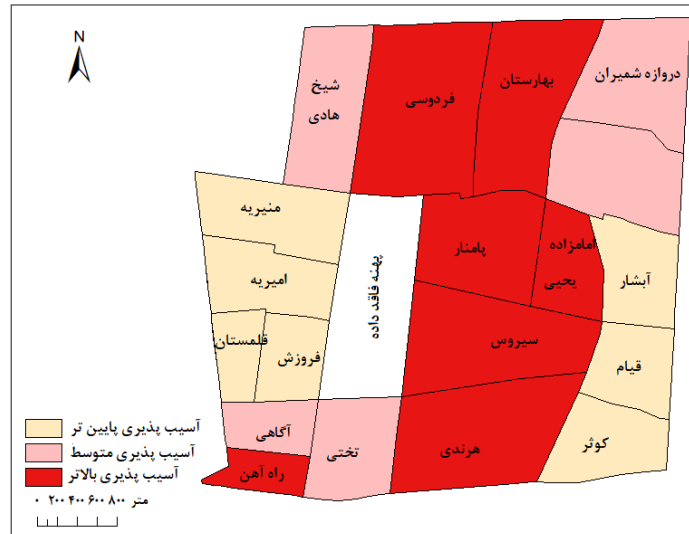 N
شیخ
هادی
فردوسی
بهارستان
دروازه شمیران
منیریه
امیریه
قلمستان
فروزش
پهنه فاقد داده
پامنار
امامزاده
یحیی
آبشار
سیروس
قیام
آگاهی
تختی
هرندی
کوثر
راه آهن
آسیب پذیری پایین تر
آسیب پذیری متوسط
آسیب پذیری بالاتر
۰ ۲۰۰ ۴۰۰ ۶۰۰ ۸۰۰ متر